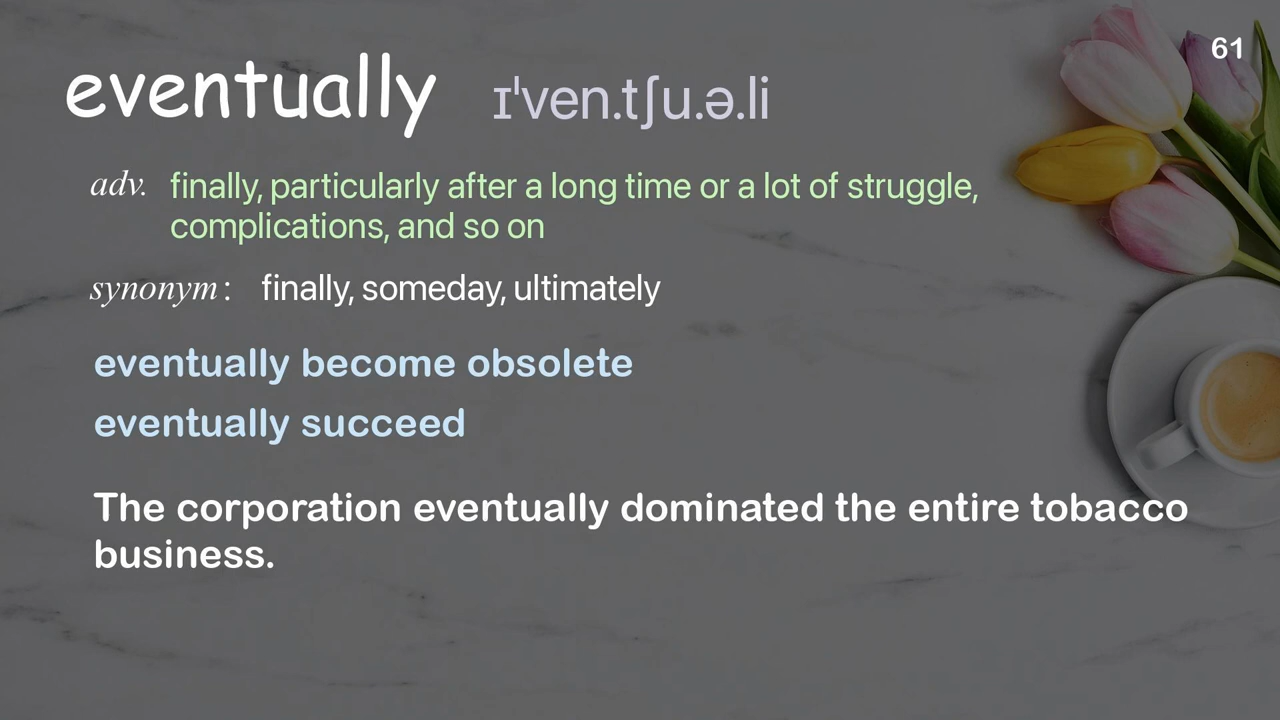 61
eventually ɪˈven.tʃu.ə.li
adv. finally, particularly after a long time or a lot of struggle,
complications, and so on
synonym: finally, someday, ultimately
eventually become obsolete
eventually succeed
The corporation eventually dominated the entire tobacco
business.